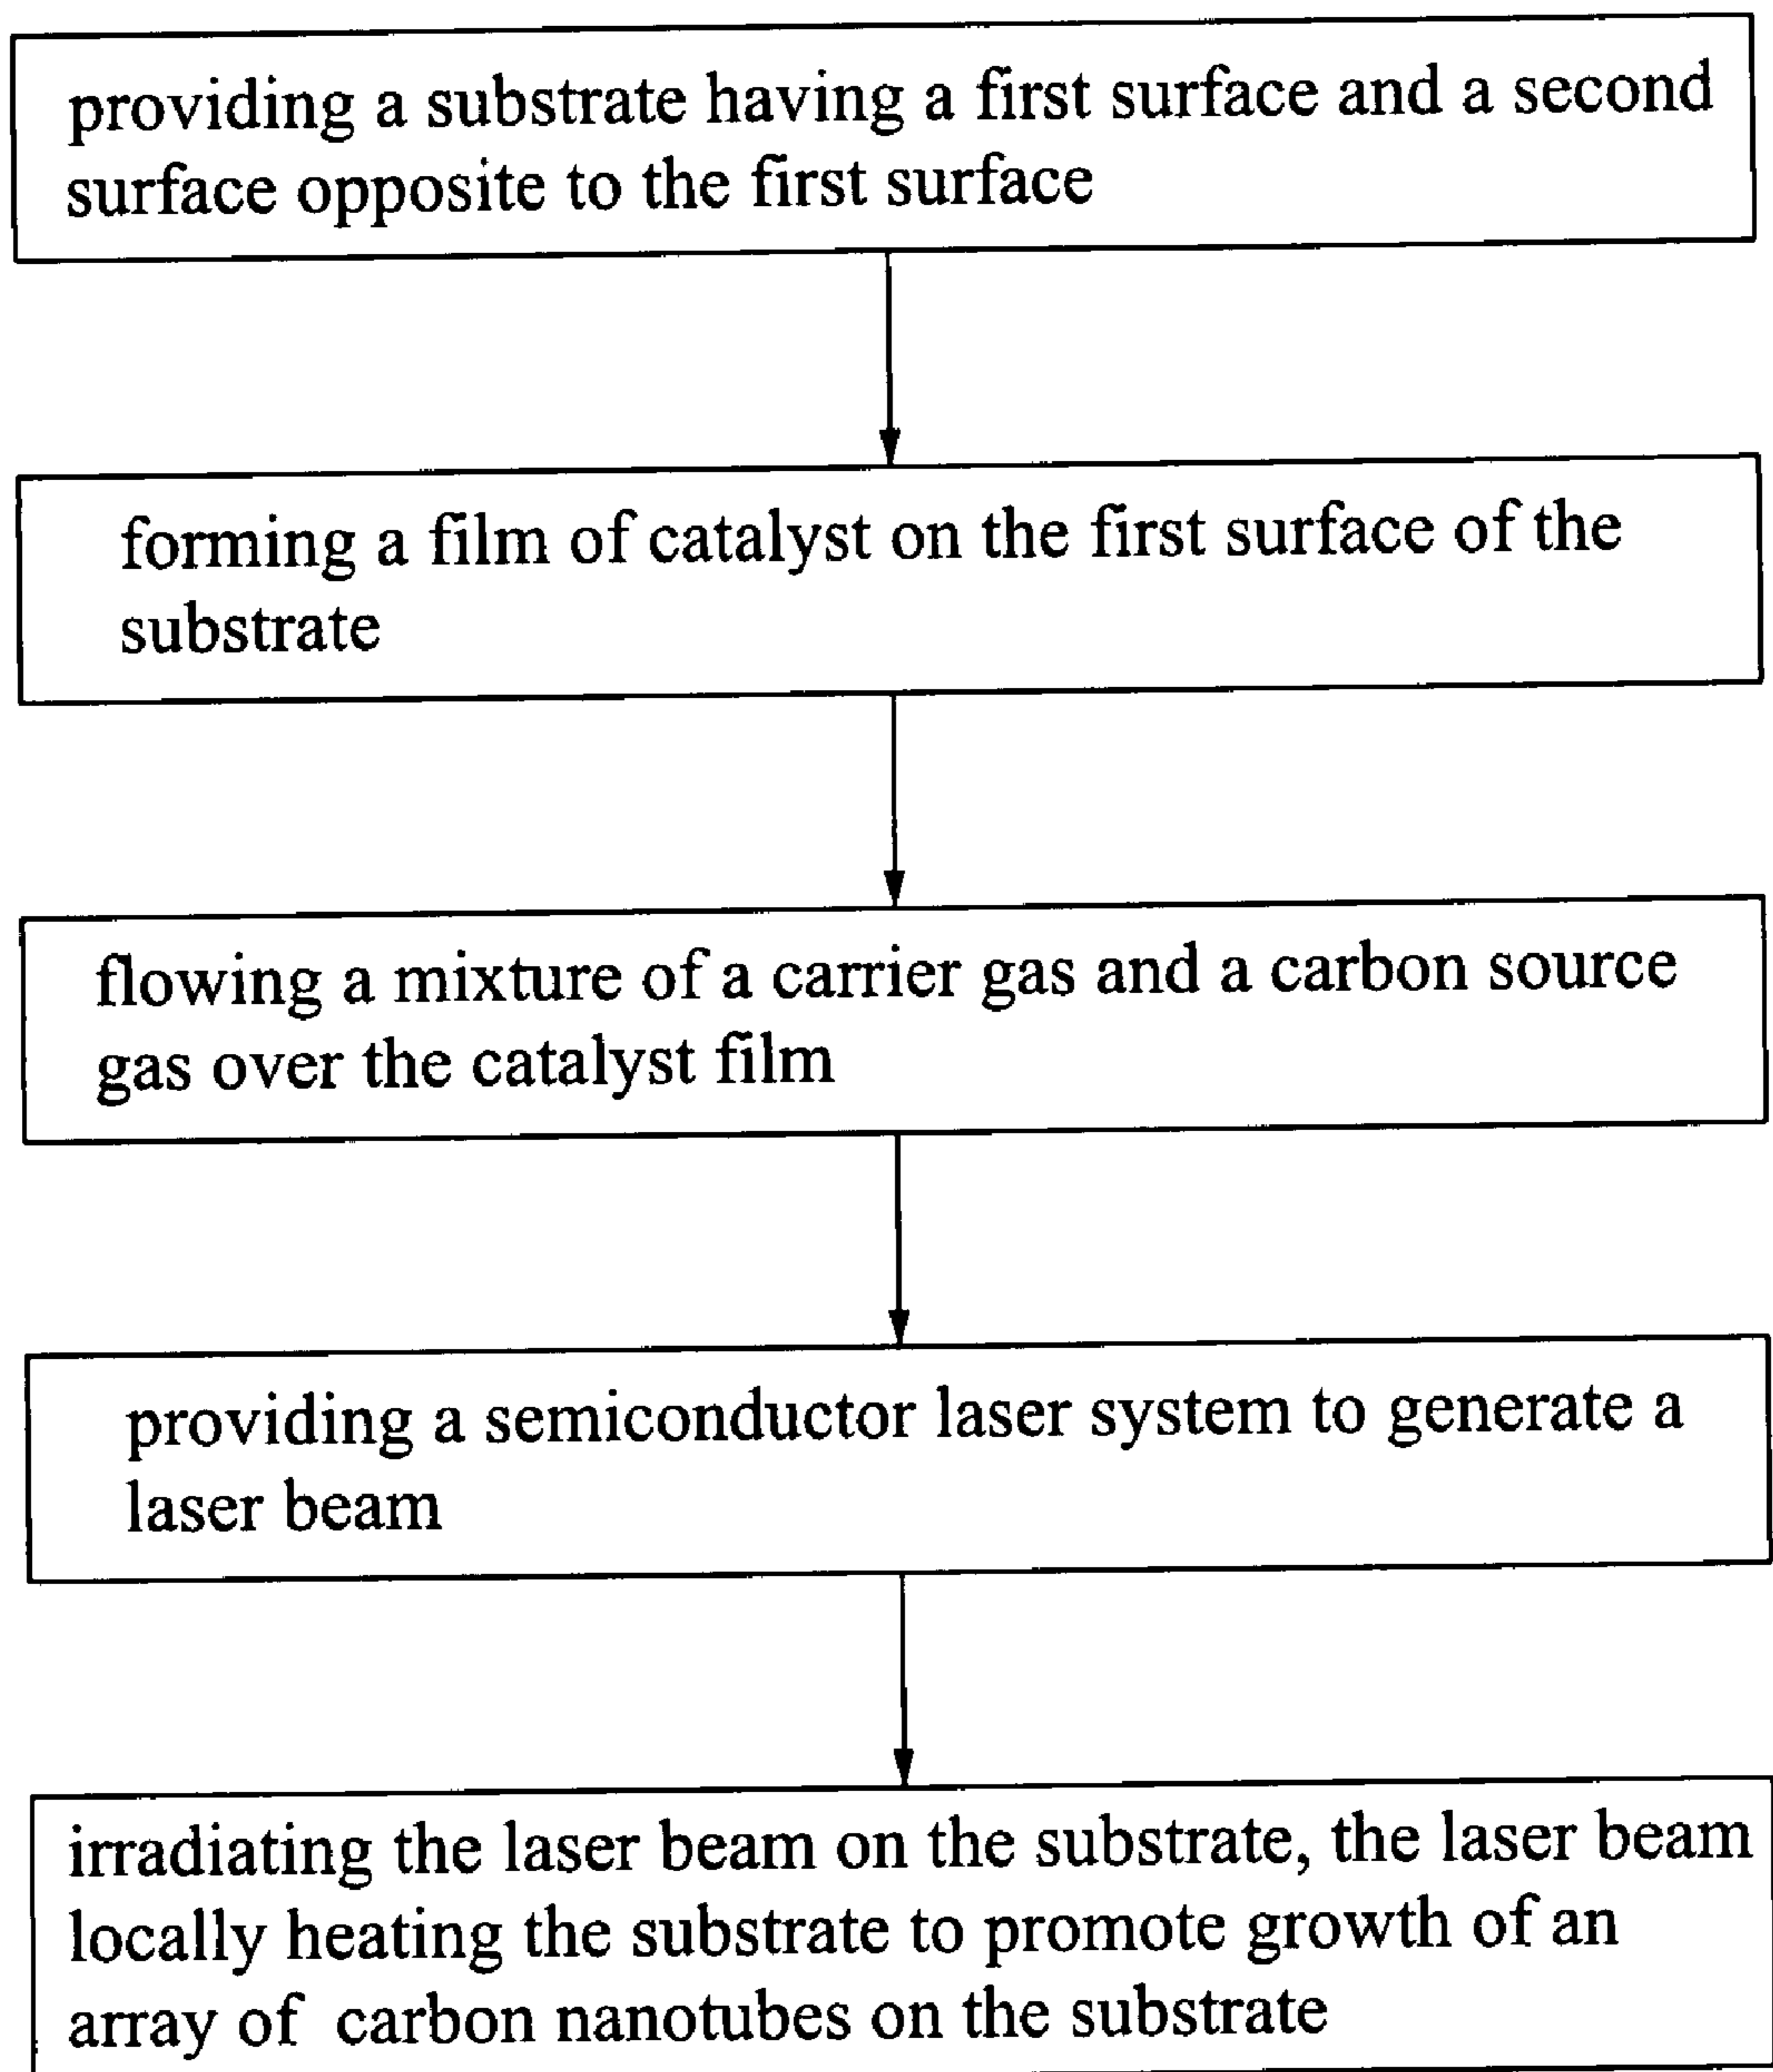 providing a substrate having a first surface and a second
surface opposite to the first surface
forming a film of catalyst on the first surface of the
substrate
flowing a mixture of a carrier gas and a carbon source
gas over the catalyst film
providing a semiconductor laser system to generate a
laser beam
irradiating the laser beam on the substrate, the laser beam
locally heating the substrate to promote growth of an
array of carbon nanotubes on the substrate